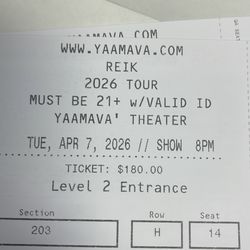 WWW.YAAMAVA.COM
REIK
2026 TOUR
MUST BE 21+ w/VALID ID
YAAMAVA' THEATER
TUE, APR 7, 2026 // SHOW 8PM
TICKET: $180.00
Level 2 Entrance
Section Row Seat
203 H 14